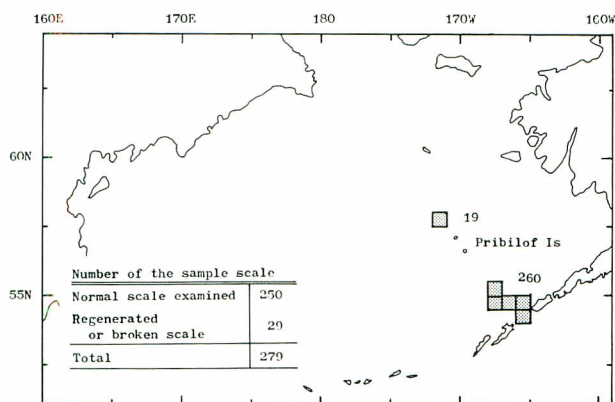 160E 170E 180 170W 160W
60N
19
Pribilof Is
260
55N
Number of the sample scale
Normal scale examined 250
Regenerated
or broken scale 29
Total 279